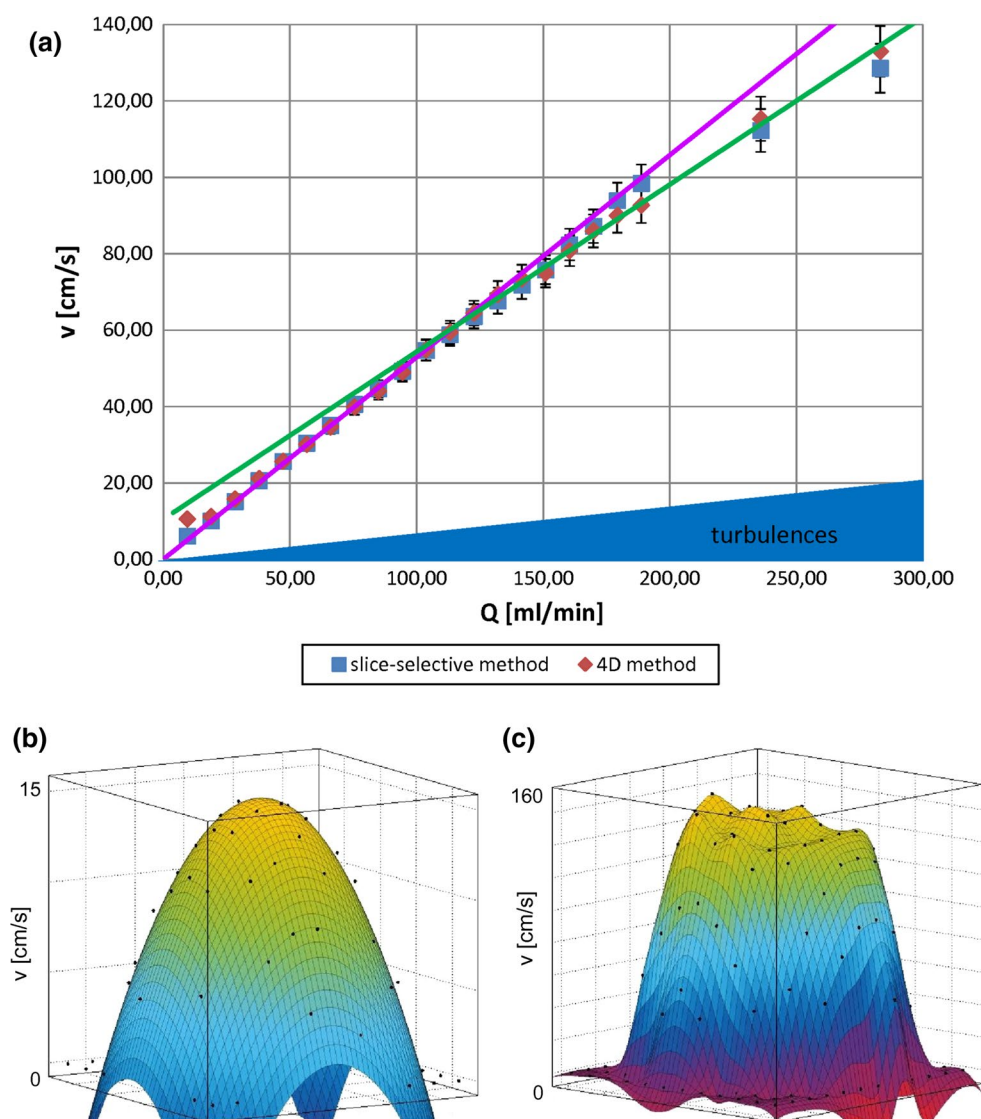 (a)
140,00
120,00
100,00
80,00
60,00
40,00
20,00
0,00
v [cm/s]
turbulences
0,00 50,00 100,00 150,00 200,00 250,00 300,00
Q [ml/min]
slice-selective method 4D method
(b)
15
v [cm/s]
0
(c)
160
v [cm/s]
0